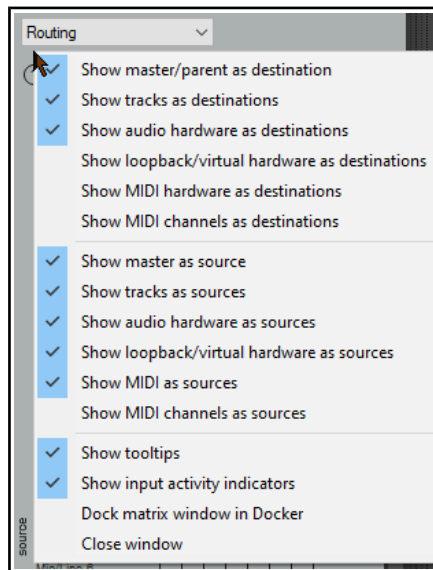 Routing
Show master/parent as destination
Show tracks as destinations
Show audio hardware as destinations
Show loopback/virtual hardware as destinations
Show MIDI hardware as destinations
Show MIDI channels as destinations
Show master as source
Show tracks as sources
Show audio hardware as sources
Show loopback/virtual hardware as sources
Show MIDI as sources
Show MIDI channels as sources
Show tooltips
Show input activity indicators
Dock matrix window in Docker
Close window
source